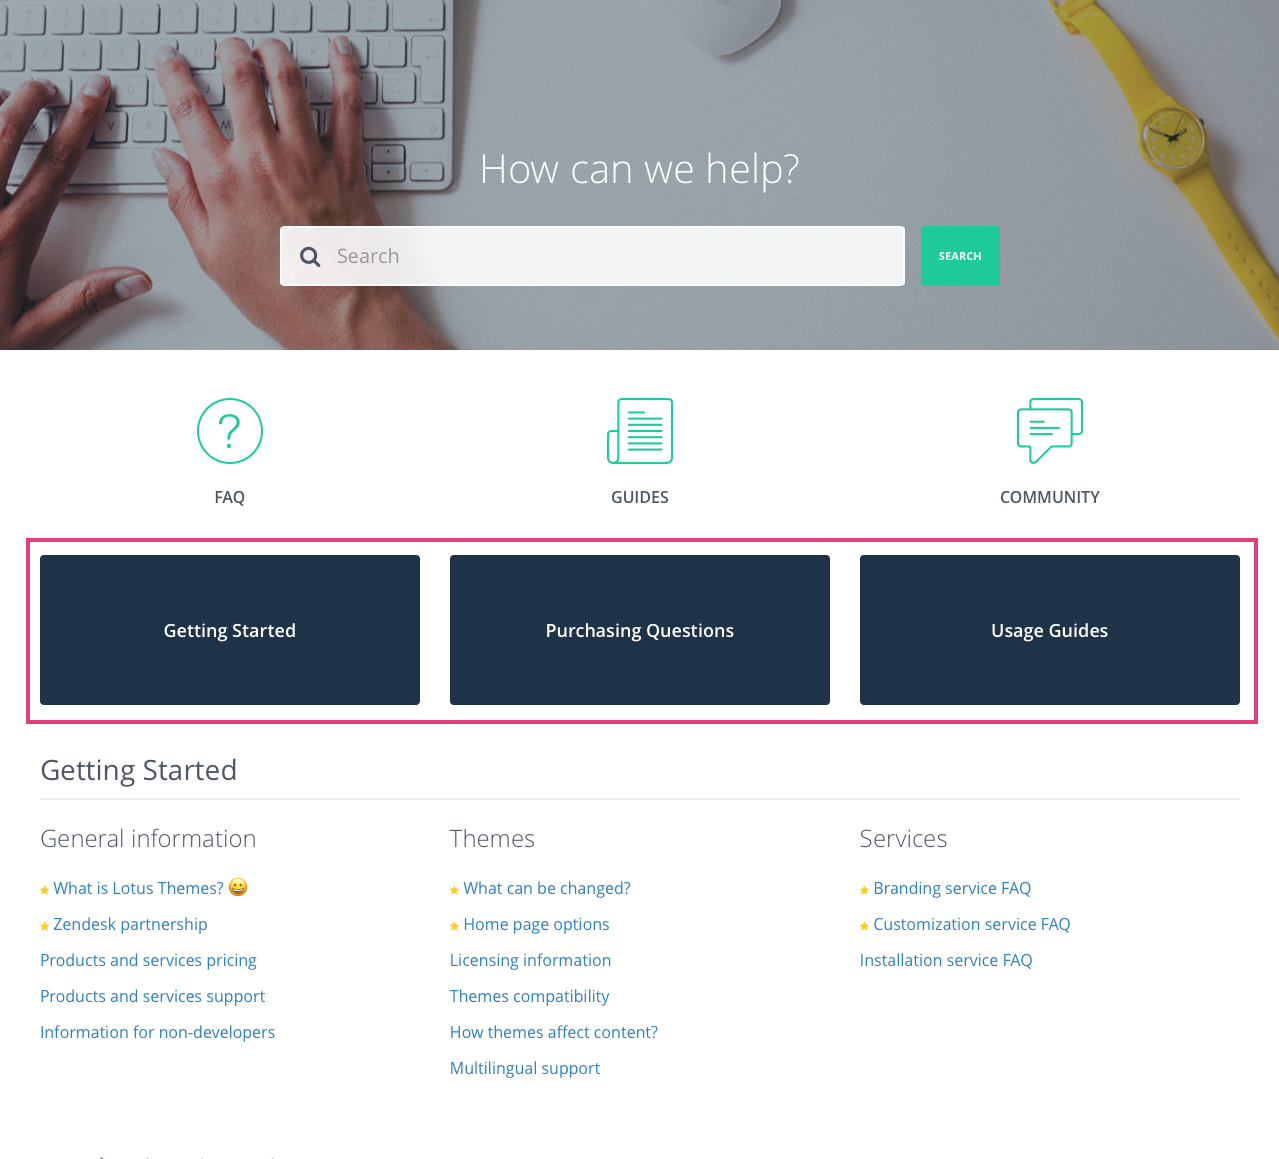 How can we help?
Search
SEARCH
FAQ
GUIDES
COMMUNITY
Getting Started
Purchasing Questions
Usage Guides
Getting Started
General information
Themes
Services
What is Lotus Themes? 😀
What can be changed?
Branding service FAQ
Zendesk partnership
Home page options
Customization service FAQ
Products and services pricing
Licensing information
Installation service FAQ
Products and services support
Themes compatibility
Information for non-developers
How themes affect content?
Multilingual support